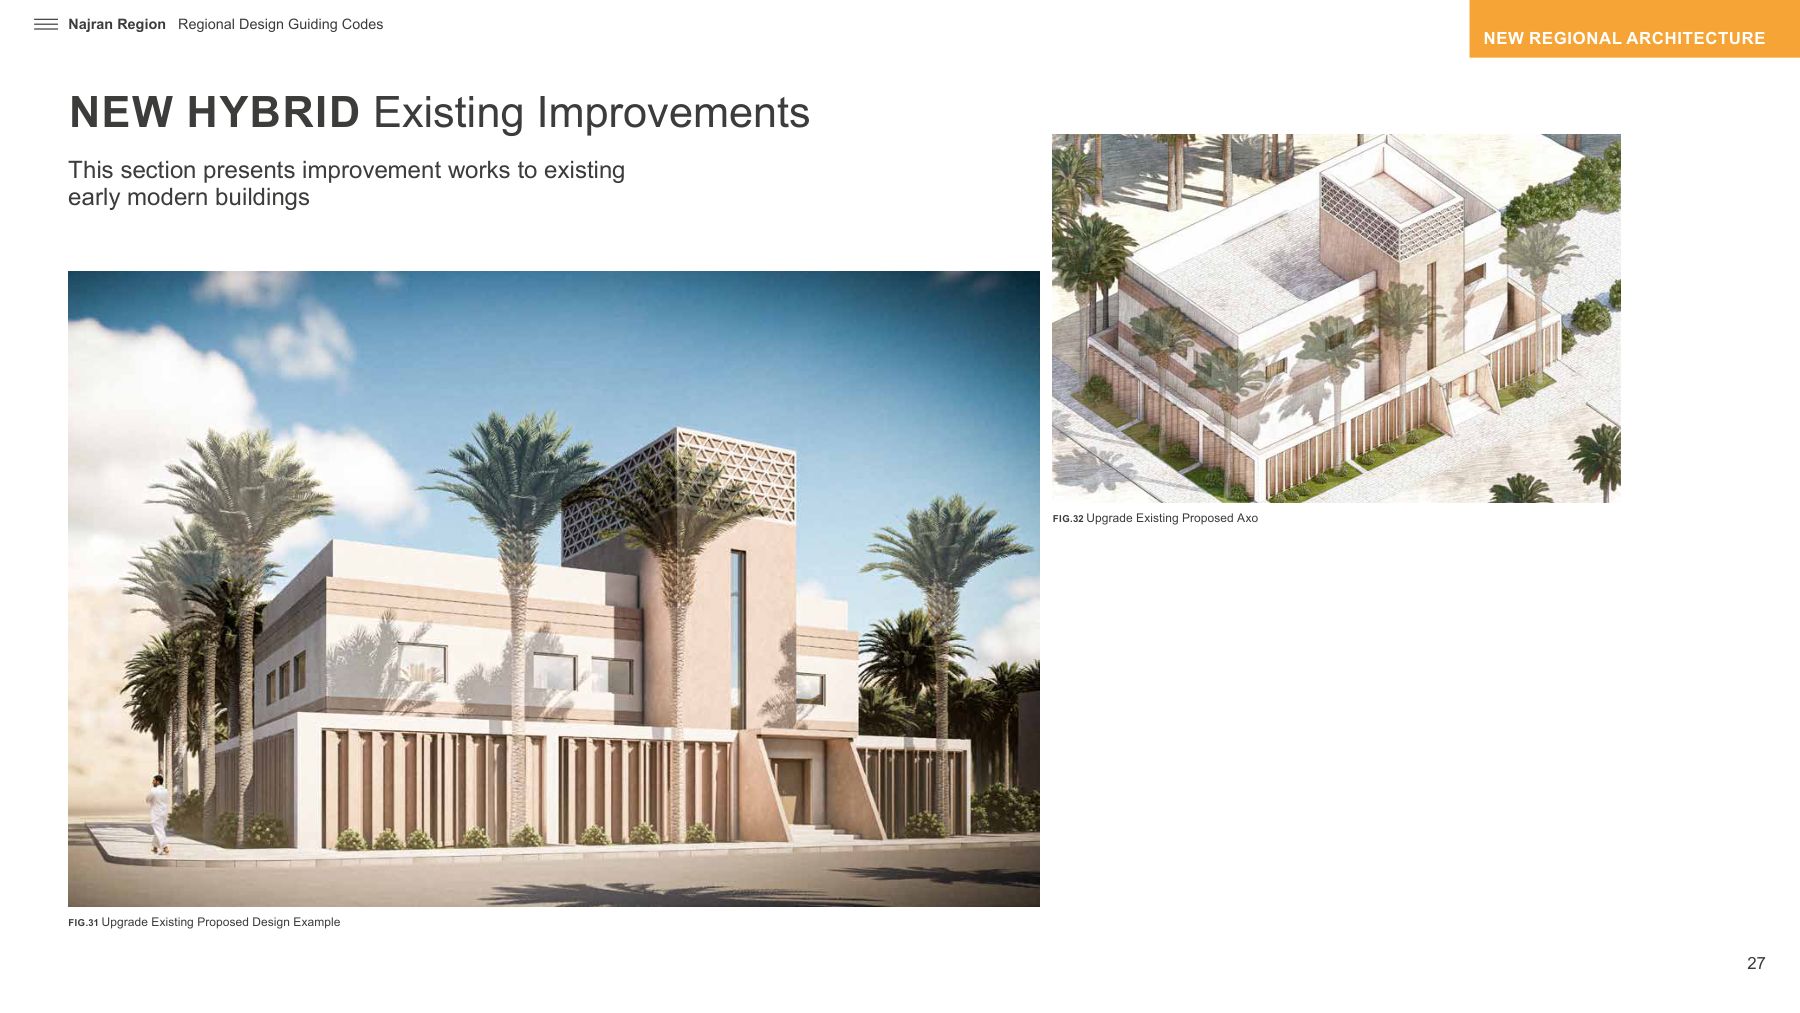 Najran Region Regional Design Guiding Codes
NEW REGIONAL ARCHITECTURE
NEW HYBRID Existing Improvements
This section presents improvement works to existing
early modern buildings
FIG.32 Upgrade Existing Proposed Axo
FIG.31 Upgrade Existing Proposed Design Example
27